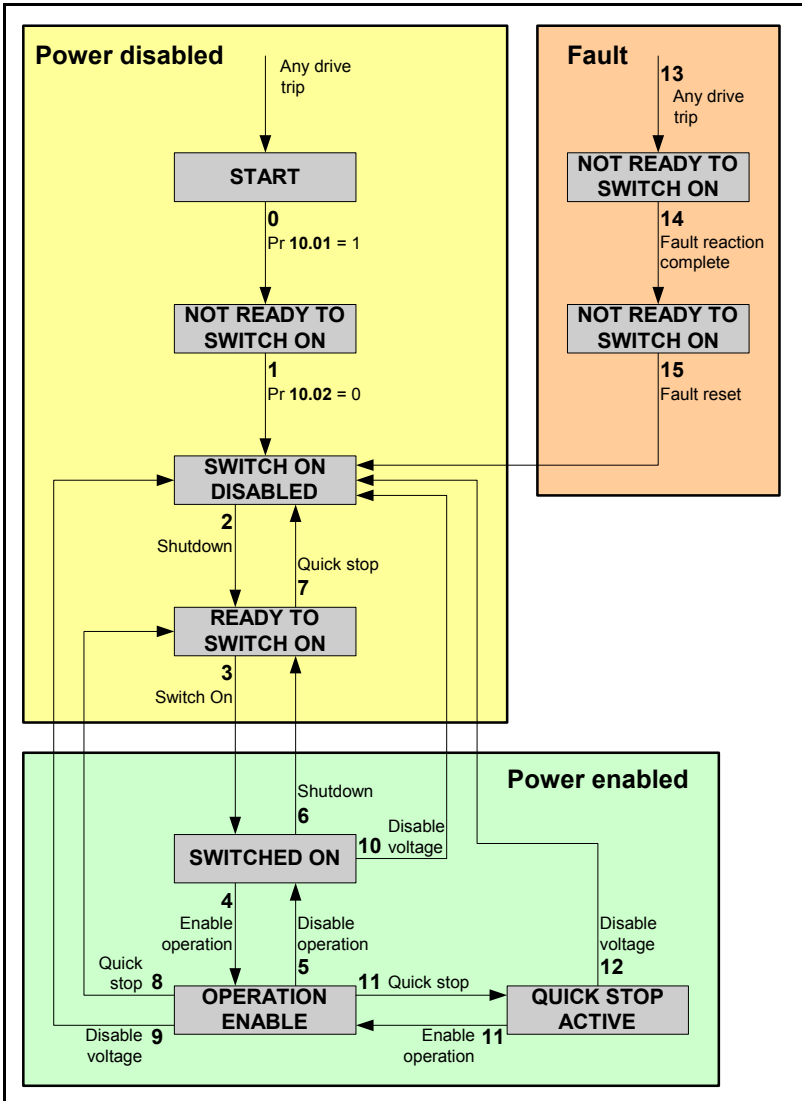 Power disabled
Any drive
trip
START
0
Pr 10.01 = 1
NOT READY TO
SWITCH ON
1
Pr 10.02 = 0
SWITCH ON
DISABLED
2
Shutdown
Quick stop
7
READY TO
SWITCH ON
3
Switch On
Fault
13
Any drive
trip
NOT READY TO
SWITCH ON
14
Fault reaction
complete
NOT READY TO
SWITCH ON
15
Fault reset
Power enabled
Shutdown
6
SWITCHED ON
10 Disable
voltage
4
Enable
operation
Disable
operation
5
Quick
stop 8
OPERATION
ENABLE
Disable
voltage 9
11 Quick stop
Enable
operation 11
Disable
voltage
12
QUICK STOP
ACTIVE